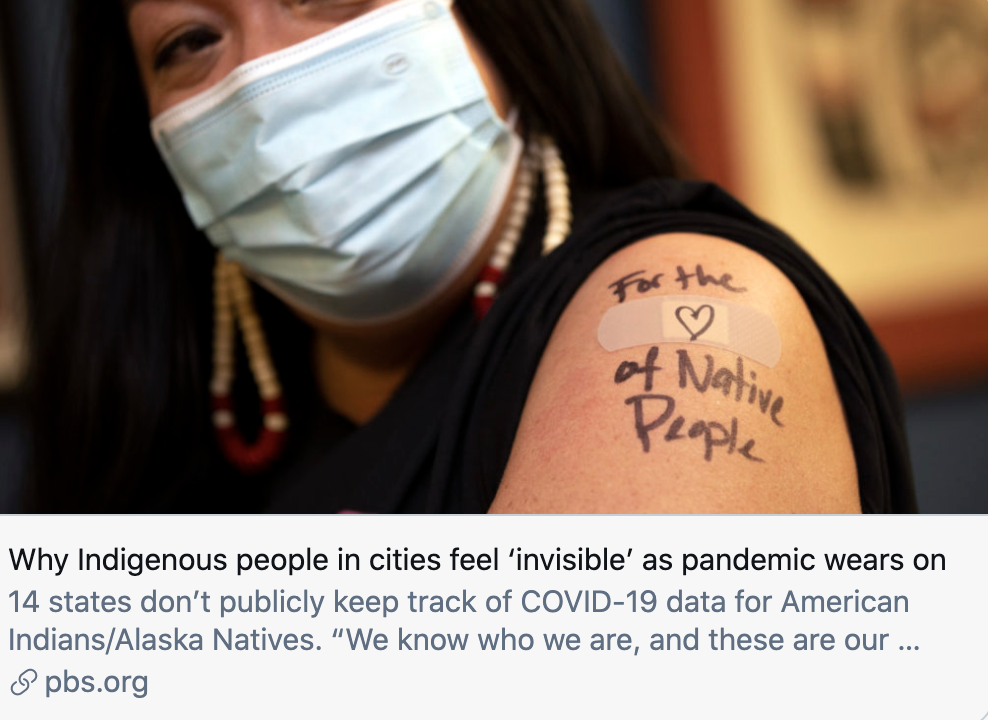 For the
♡
of Native
People
Why Indigenous people in cities feel ‘invisible’ as pandemic wears on
14 states don’t publicly keep track of COVID-19 data for American
Indians/Alaska Natives. “We know who we are, and these are our ...
pbs.org